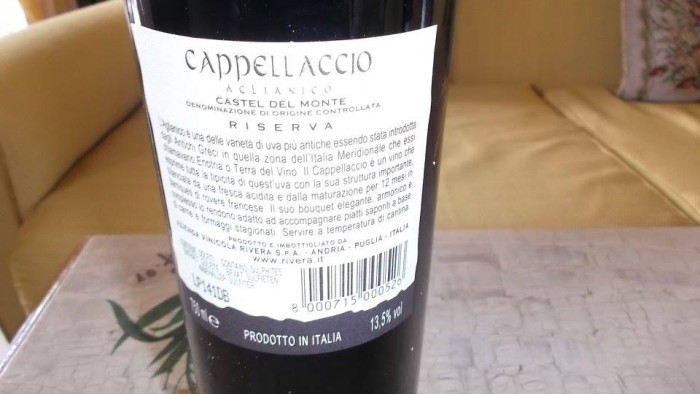 CAPPELLACCIO
AGLIANICO
CASTEL DEL MONTE
DENOMINAZIONE DI ORIGINE CONTROLLATA
RISERVA
L'Aglianico è una delle varietà di uva più antiche essendo stata introdotta
dagli Antichi Greci in quella zona dell'Italia Meridionale che essi
chiamavano Enotria o Terra del Vino. Il Cappellaccio è un vino che
esprime tutta la tipicità di quest'uva con la sua struttura importante,
bilanciata da una fresca acidità e dalla maturazione per 12 mesi in
barriques di rovere francese. Il suo bouquet elegante, armonico e
lo rendono adatto ad accompagnare piatti saporiti a base
di carne e formaggi stagionati. Servire a temperatura di cantina.
PRODOTTO E IMBOTTIGLIATO DA
AZIENDA VINICOLA RIVERA S.P.A. - ANDRIA - PUGLIA - ITALIA
www.rivera.it
CONTAINS SULPHITES
BEVAT SULFIETEN
LP141DB
8 000715 000526
750 ml e
PRODOTTO IN ITALIA
13,5% vol